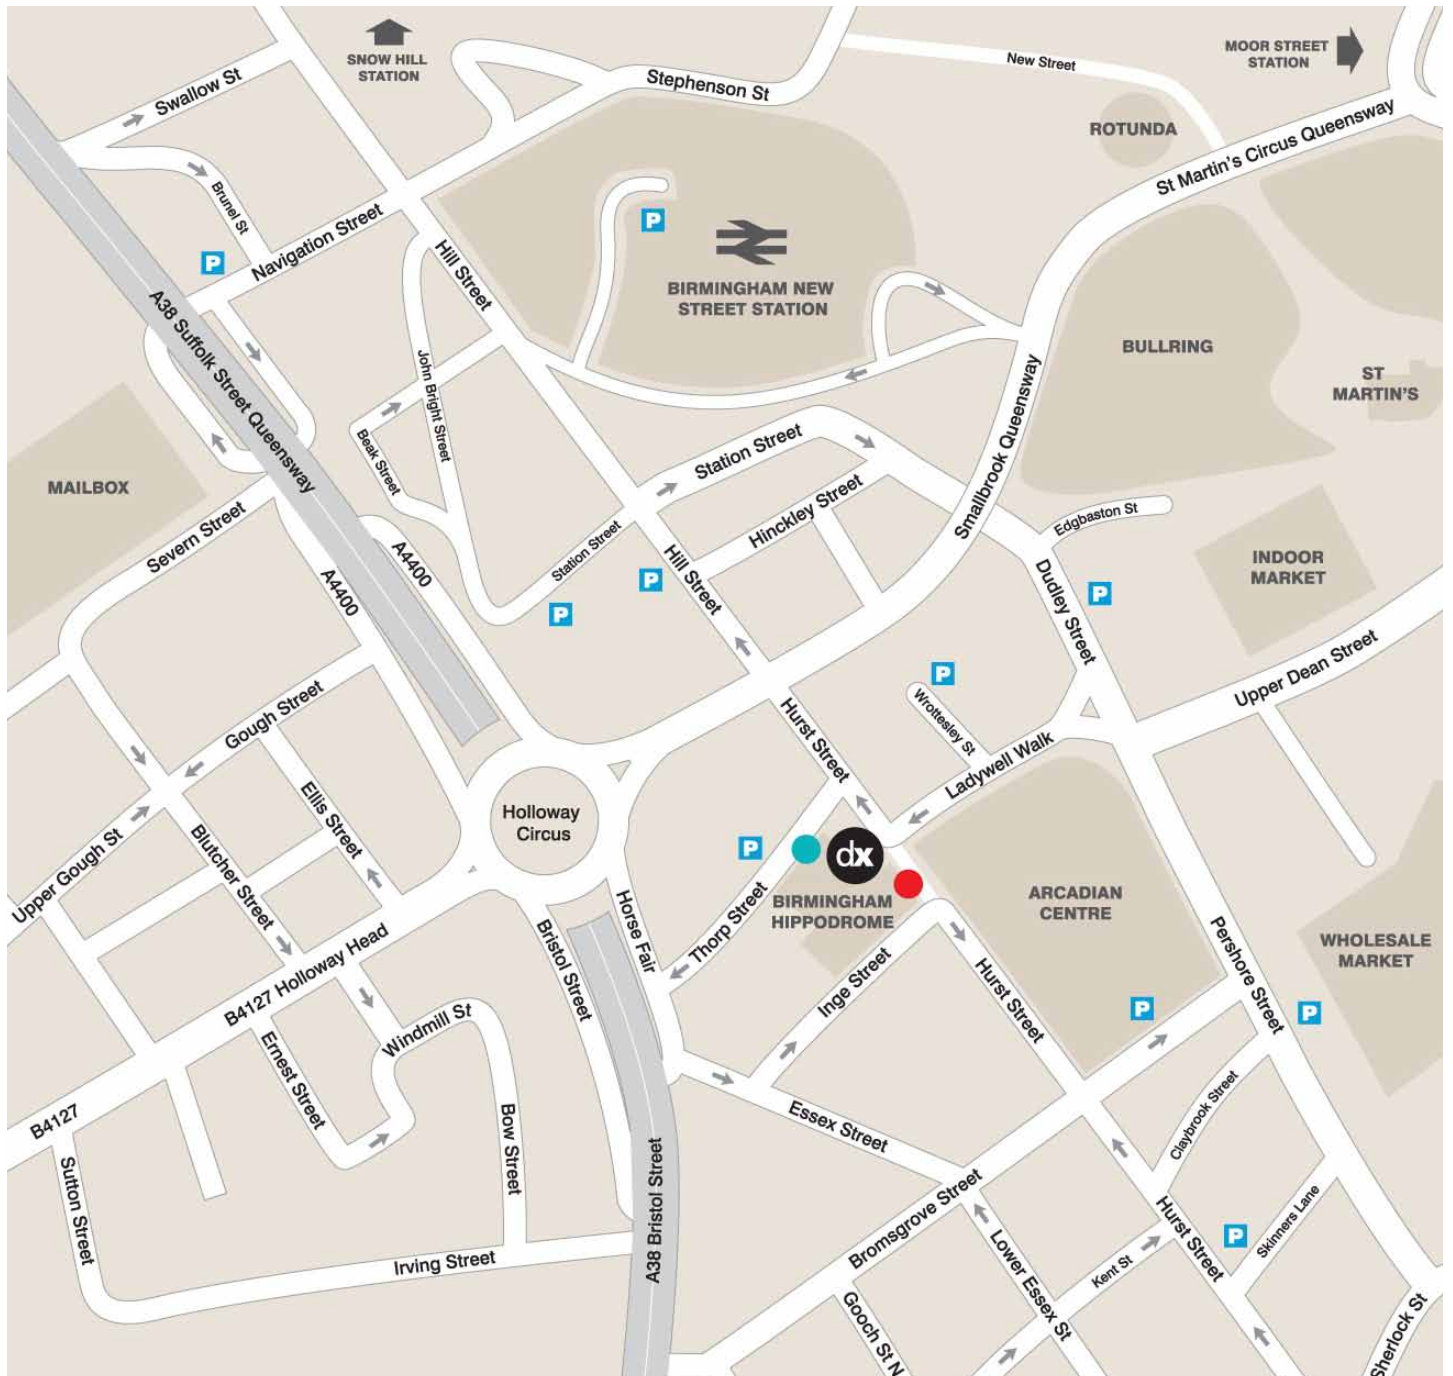 SNOW HILL
STATION
MOOR STREET
STATION
Swallow St
Stephenson St
New Street
ROTUNDA
St Martin's Circus Queensway
Brunel St
P
P
Navigation Street
Hill Street
BIRMINGHAM NEW
STREET STATION
A38 Suffolk Street Queensway
John Bright Street
BULLRING
ST
MARTIN'S
Beak Street
Station Street
Smallbrook Queensway
MAILBOX
Severn Street
Hinckley Street
Edgbaston St
A4400
A4400
Station Street
Hill Street
P
P
INDOOR
MARKET
Dudley Street
P
Upper Dean Street
Gough Street
P
Wrottesley St
Hurst Street
Ladywell Walk
Ellis Street
Holloway
Circus
Upper Gough St
Blutcher Street
P
dx
BIRMINGHAM
HIPPODROME
ARCADIAN
CENTRE
Thorp Street
Horse Fair
Bristol Street
B4127 Holloway Head
Inge Street
Hurst Street
Pershore Street
WHOLESALE
MARKET
P
P
Windmill St
Ernest Street
B4127
Bow Street
Essex Street
Claybrook Street
Sutton Street
A38 Bristol Street
Bromsgrove Street
Hurst Street
Skinners Lane
P
Irving Street
Lower Essex St
Kent St
Gooch St N
Sherlock St